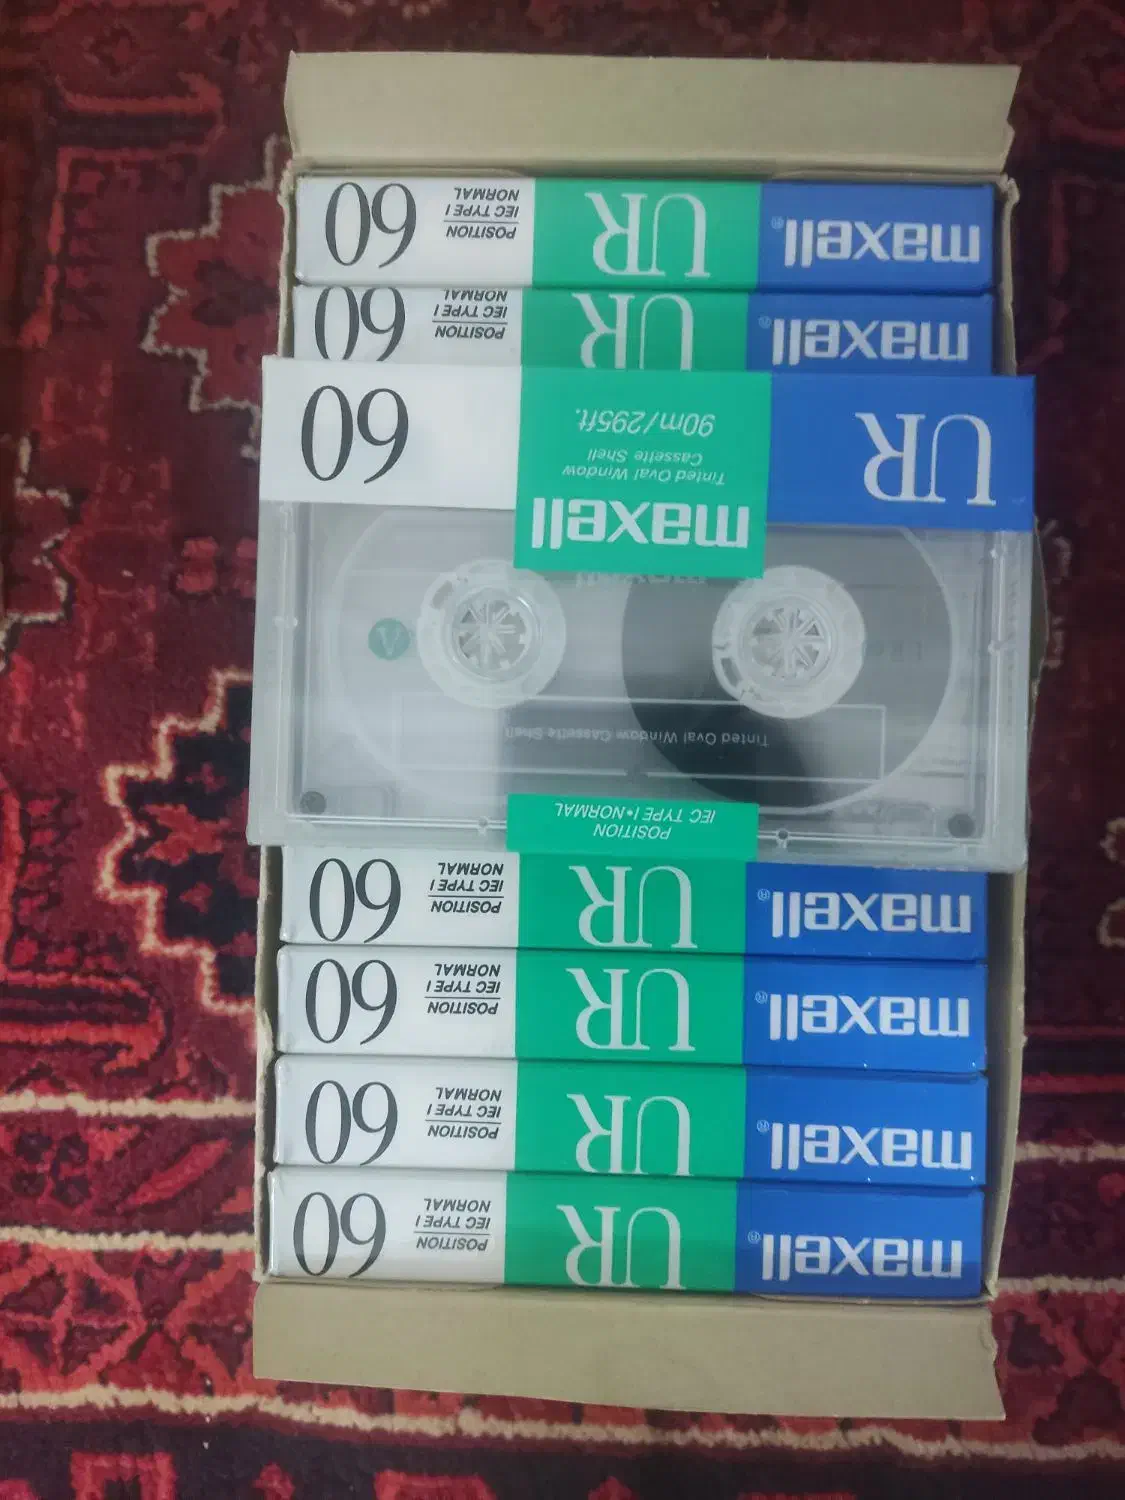 maxell® UR POSITION 60
IEC TYPE I
NORMAL
maxell® UR POSITION 60
IEC TYPE I
NORMAL
maxell® UR POSITION 60
IEC TYPE I
NORMAL
maxell® UR POSITION 60
IEC TYPE I
NORMAL
POSITION
IEC TYPE I•NORMAL
Tinted Oval Window Cassette Shell
maxell
maxell
Tinted Oval Window
Cassette Shell
90m/295ft.
UR 60
maxell® UR POSITION 60
IEC TYPE I
NORMAL
maxell® UR POSITION 60
IEC TYPE I
NORMAL